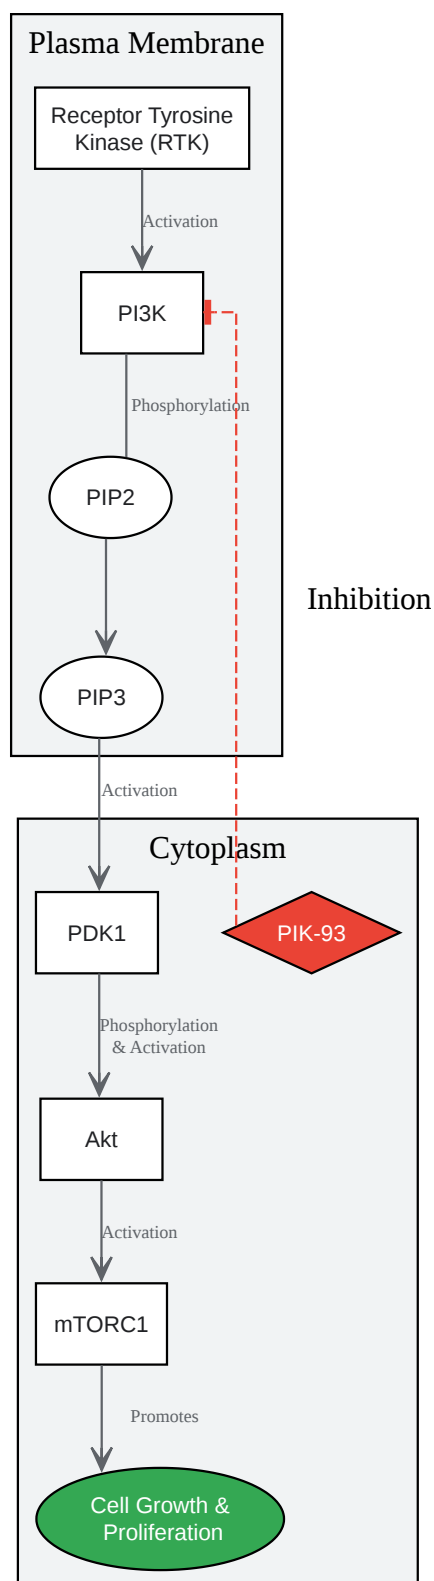 Plasma Membrane
Receptor Tyrosine
Kinase (RTK)
Activation
PI3K
Phosphorylation
PIP2
Inhibition
PIP3
Activation
Cytoplasm
PDK1
PIK-93
Phosphorylation
& Activation
Akt
Activation
mTORC1
Promotes
Cell Growth &
Proliferation